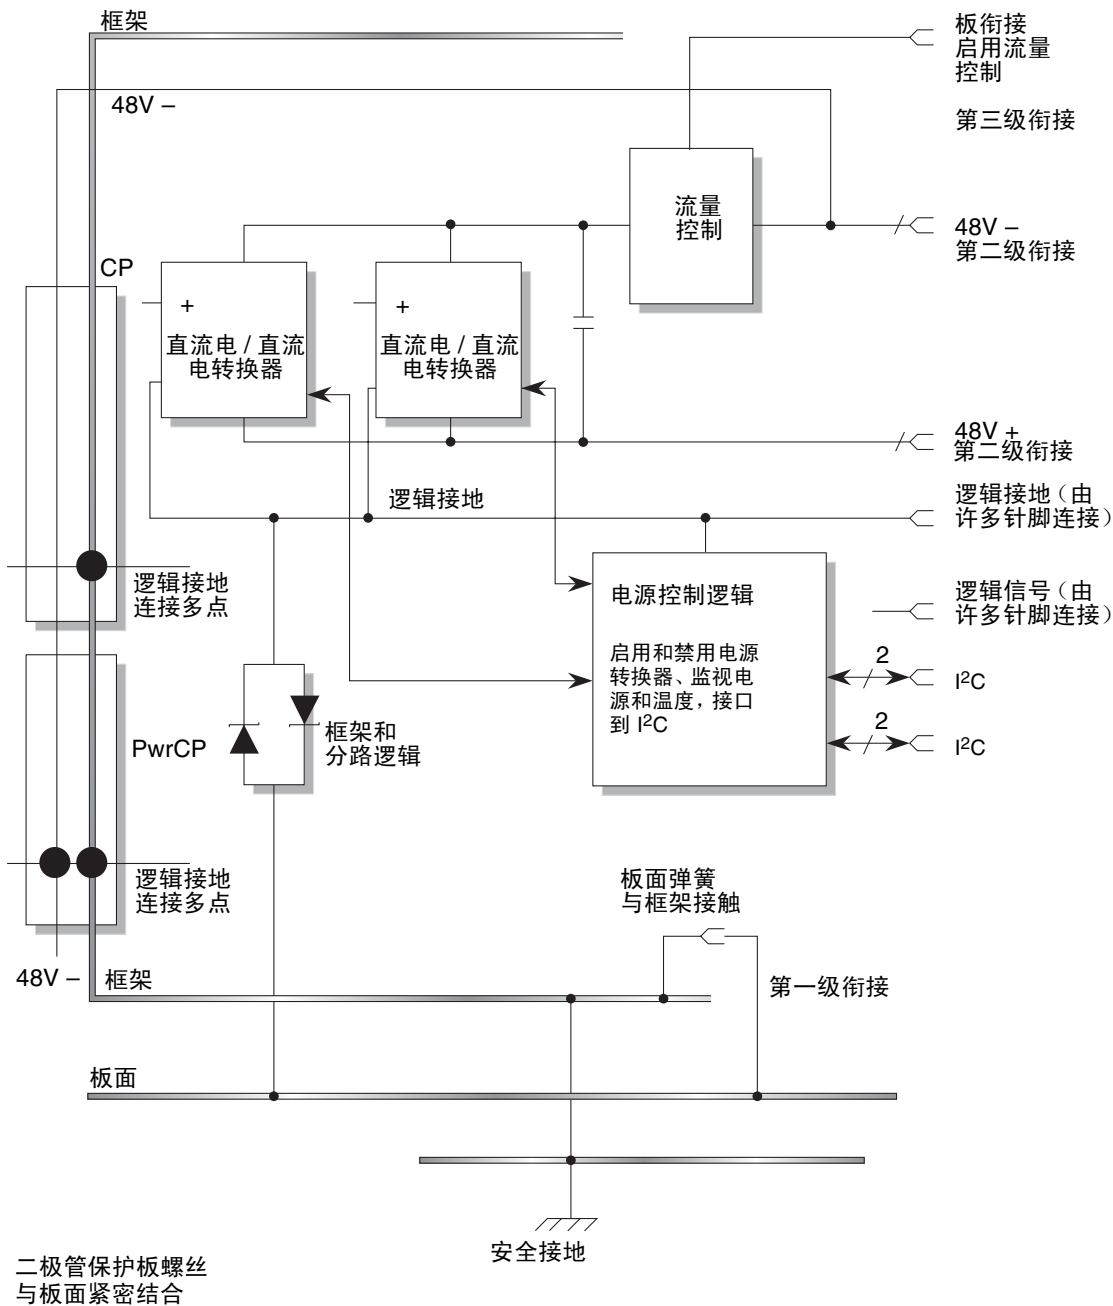 框架
板衔接
启用流量
控制
48V –
第三级衔接
流量
控制
48V –
第二级衔接
CP
+
直流电 / 直流
电转换器
+
直流电 / 直流
电转换器
48V +
第二级衔接
逻辑接地
逻辑接地（由
许多针脚连接）
逻辑接地
连接多点
电源控制逻辑
逻辑信号（由
许多针脚连接）
启用和禁用电源
转换器、监视电
源和温度，接口
到 I²C
2
I²C
2
I²C
PwrCP
框架和
分路逻辑
逻辑接地
连接多点
板面弹簧
与框架接触
48V –
框架
第一级衔接
板面
安全接地
二极管保护板螺丝
与板面紧密结合